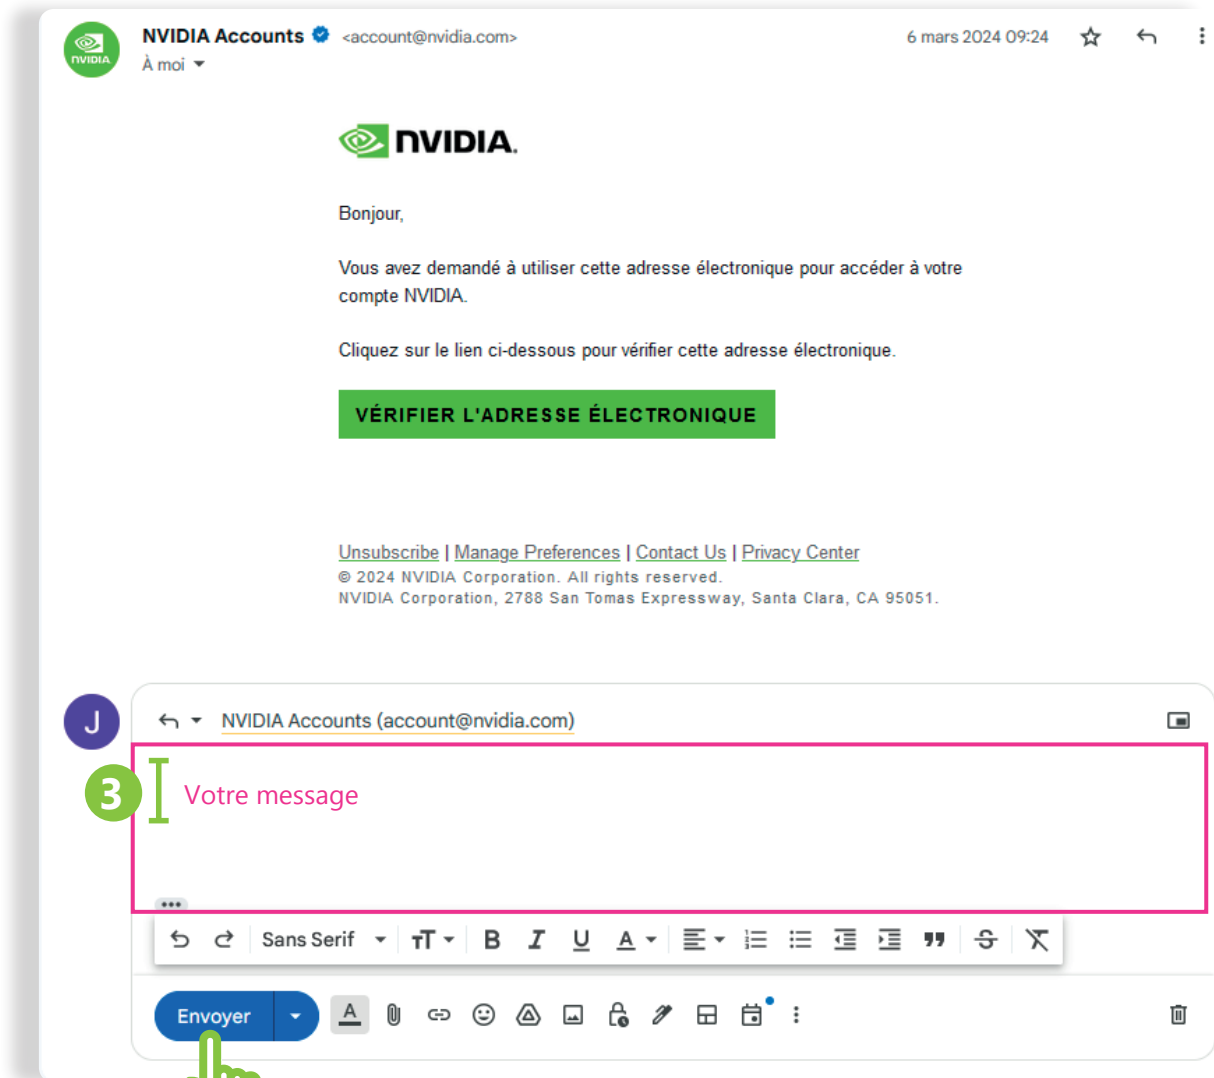 NVIDIA Accounts <account@nvidia.com> 6 mars 2024 09:24
NVIDIA
À moi
NVIDIA.
Bonjour,
Vous avez demandé à utiliser cette adresse électronique pour accéder à votre
compte NVIDIA.
Cliquez sur le lien ci-dessous pour vérifier cette adresse électronique.
VÉRIFIER L'ADRESSE ÉLECTRONIQUE
Unsubscribe | Manage Preferences | Contact Us | Privacy Center
© 2024 NVIDIA Corporation. All rights reserved.
NVIDIA Corporation, 2788 San Tomas Expressway, Santa Clara, CA 95051.
J
NVIDIA Accounts (account@nvidia.com)
3 Votre message
Sans Serif
Envoyer